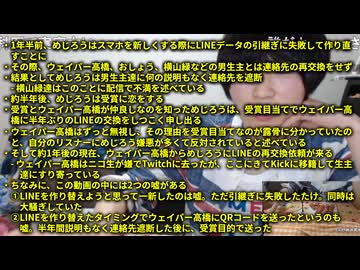 ・1年半前、めじろうはスマホを新しくする際にLINEデータの引継ぎに失敗して作り直
すことに
・その際、ウェイバー高橋、おしょう、横山緑などの男生主とは連絡先の再交換をせず
・結果としてめじろうは男生主達に何の説明もなく連絡先を遮断
・横山緑達はこのことに配信で不満を述べている
・約半年後、めじろうは受賞に恋をする
・受賞とウェイバー高橋が仲良しなのを知っためじろうは、受賞目当てでウェイバー高
橋に半年ぶりのLINEの交換をしつこく申し出る
・ウェイバー高橋はずっと無視し、その理由を受賞目当てなのが露骨に分かっていたの
と、自分のリスナーにめじろう嫌悪が多くて反対されていると述べている
・そして約1年後の現在、ウェイバー高橋からめじろうにLINEの再交換依頼が来る
ウェイバー高橋はニコ生が嫌でTwitchに去ったが、ここにきてKickに移籍して生主
達にすり寄っている
・ちなみに、この動画の中には2つの嘘がある
①LINEを作り替えようと思って一新したのは嘘。ただ引継ぎに失敗しただけ。同時は
大騒ぎしていた
②LINEを作り替えたタイミングでウェイバー高橋にQRコードを送ったというのも
嘘。半年間説明もなく連絡先遮断した後に、受賞目的で送った